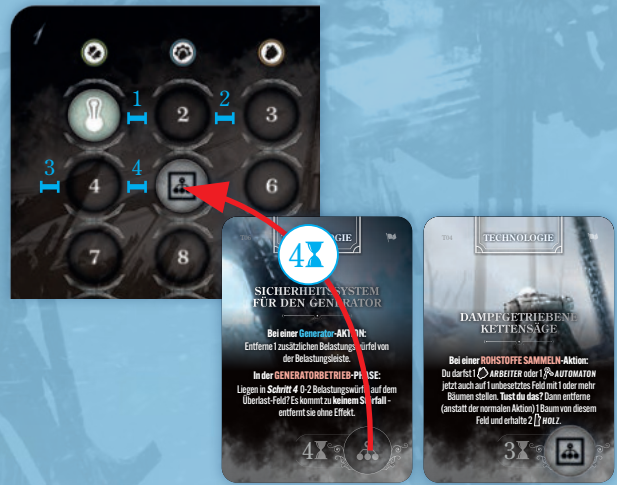 1
2
2
3
3
4
4
6
7
8
4
TECHNOLOGIE
SICHERHEITSSYSTEM
FÜR DEN GENERATOR
Bei einer Generator-AKTION:
Entferne 1 zusätzlichen Belastungswürfel von
der Belastungsleiste.
In der GENERATORBETRIEB-PHASE:
Liegen in Schritt 4 0-2 Belastungswürfel auf dem
Überlast-Feld? Es kommt zu keinem Störfall –
entfernt sie ohne Effekt.
4
TECHNOLOGIE
DAMPFGETRIEBENE
KETTENSÄGE
Bei einer ROHSTOFFE SAMMELN-Aktion:
Du darfst 1 ARBEITER oder 1 AUTOMATON
jetzt auch auf 1 unbesetztes Feld mit 1 oder mehr
Bäumen stellen. Tust du das? Dann entferne
(anstatt der normalen Aktion) 1 Baum von diesem
Feld und erhalte 2 HOLZ.
3